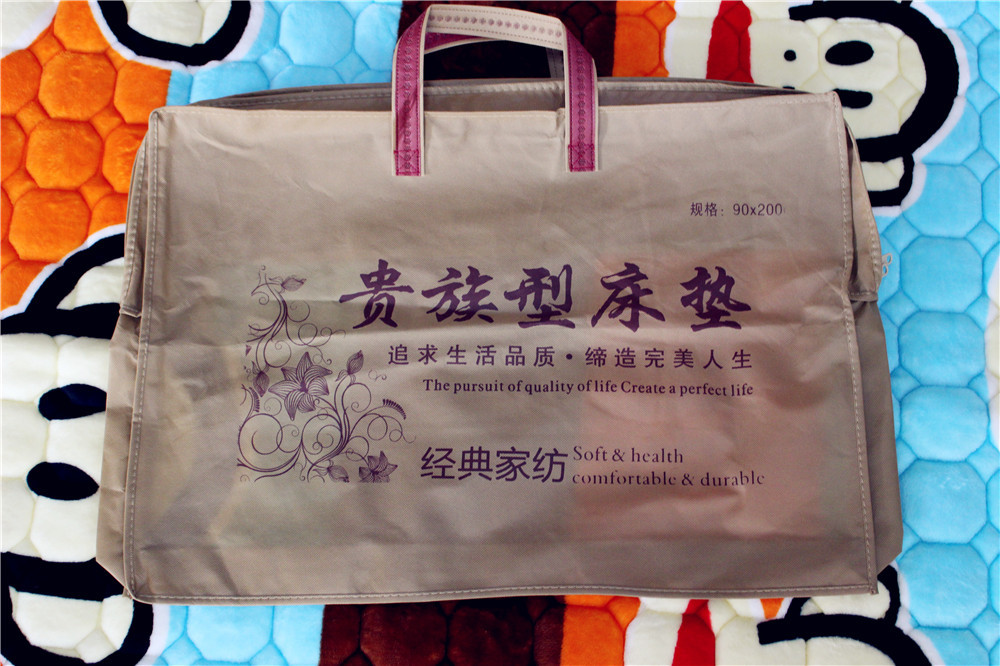 规格：90x200
贵族型床垫
追求生活品质·缔造完美人生
The pursuit of quality of life Create a perfect life
经典家纺
Soft & health
comfortable & durable